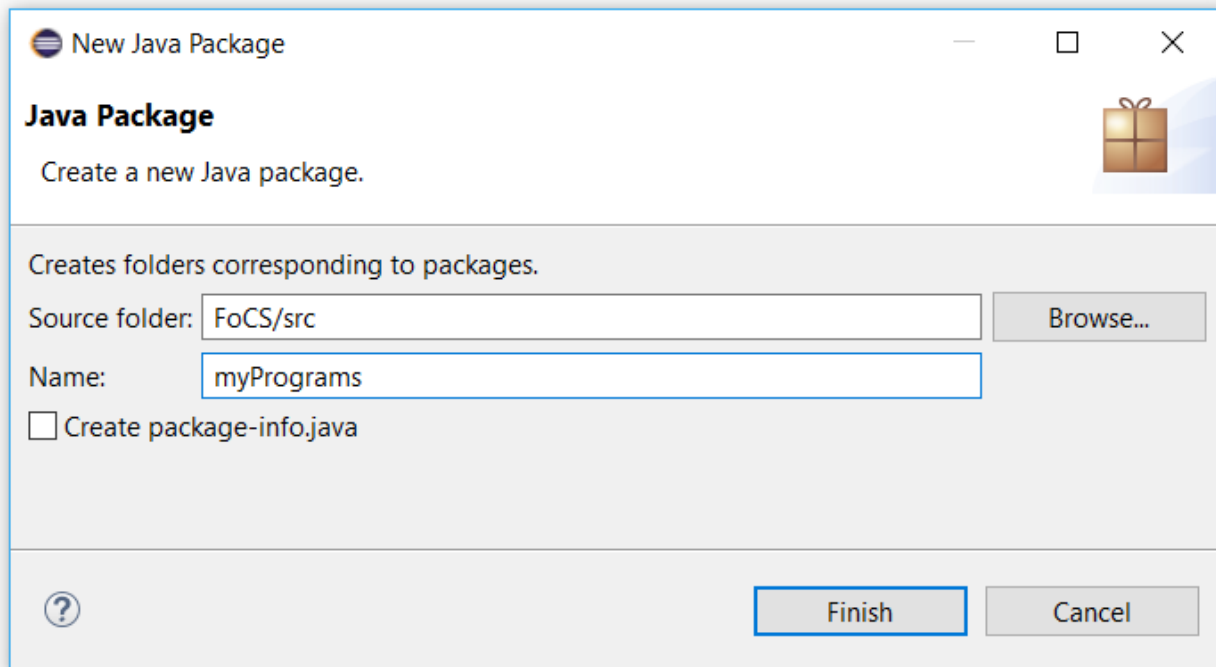 New Java Package
Java Package
Create a new Java package.
Creates folders corresponding to packages.
Source folder: FoCS/src Browse...
Name: myPrograms
Create package-info.java
? Finish Cancel